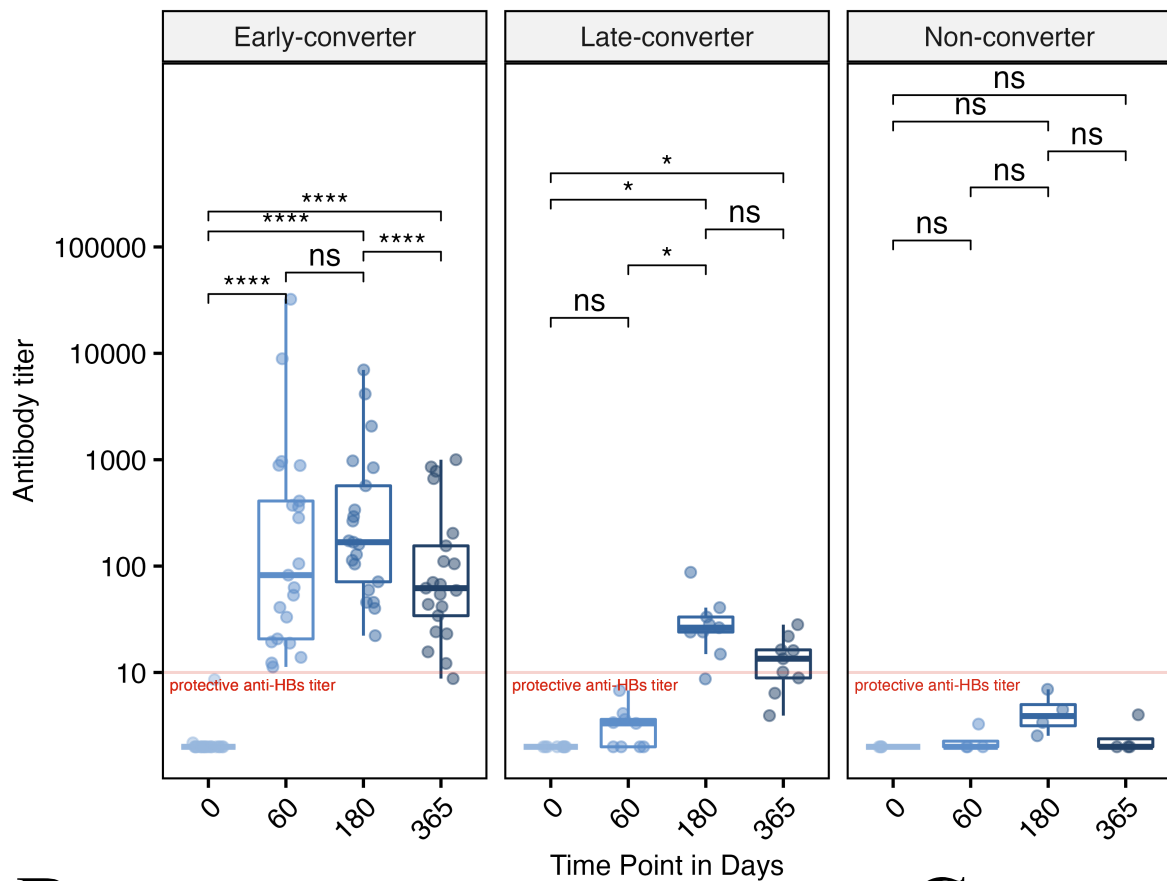 Early-converter
Late-converter
Non-converter
Antibody titer
100000
10000
1000
100
10
****
****
****
ns
****
protective anti-HBs titer
0
60
180
365
*
*
ns
*
ns
protective anti-HBs titer
0
60
180
365
ns
ns
ns
ns
ns
protective anti-HBs titer
0
60
180
365
Time Point in Days